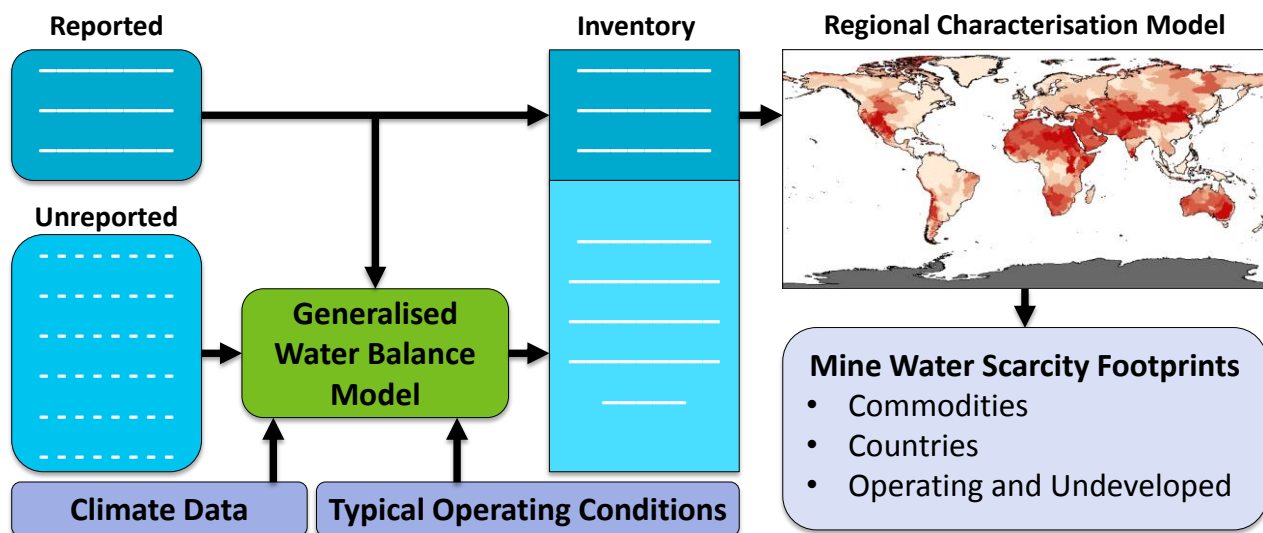 Reported
Inventory
Regional Characterisation Model
Unreported
Generalised
Water Balance
Model
Mine Water Scarcity Footprints
• Commodities
• Countries
• Operating and Undeveloped
Climate Data
Typical Operating Conditions